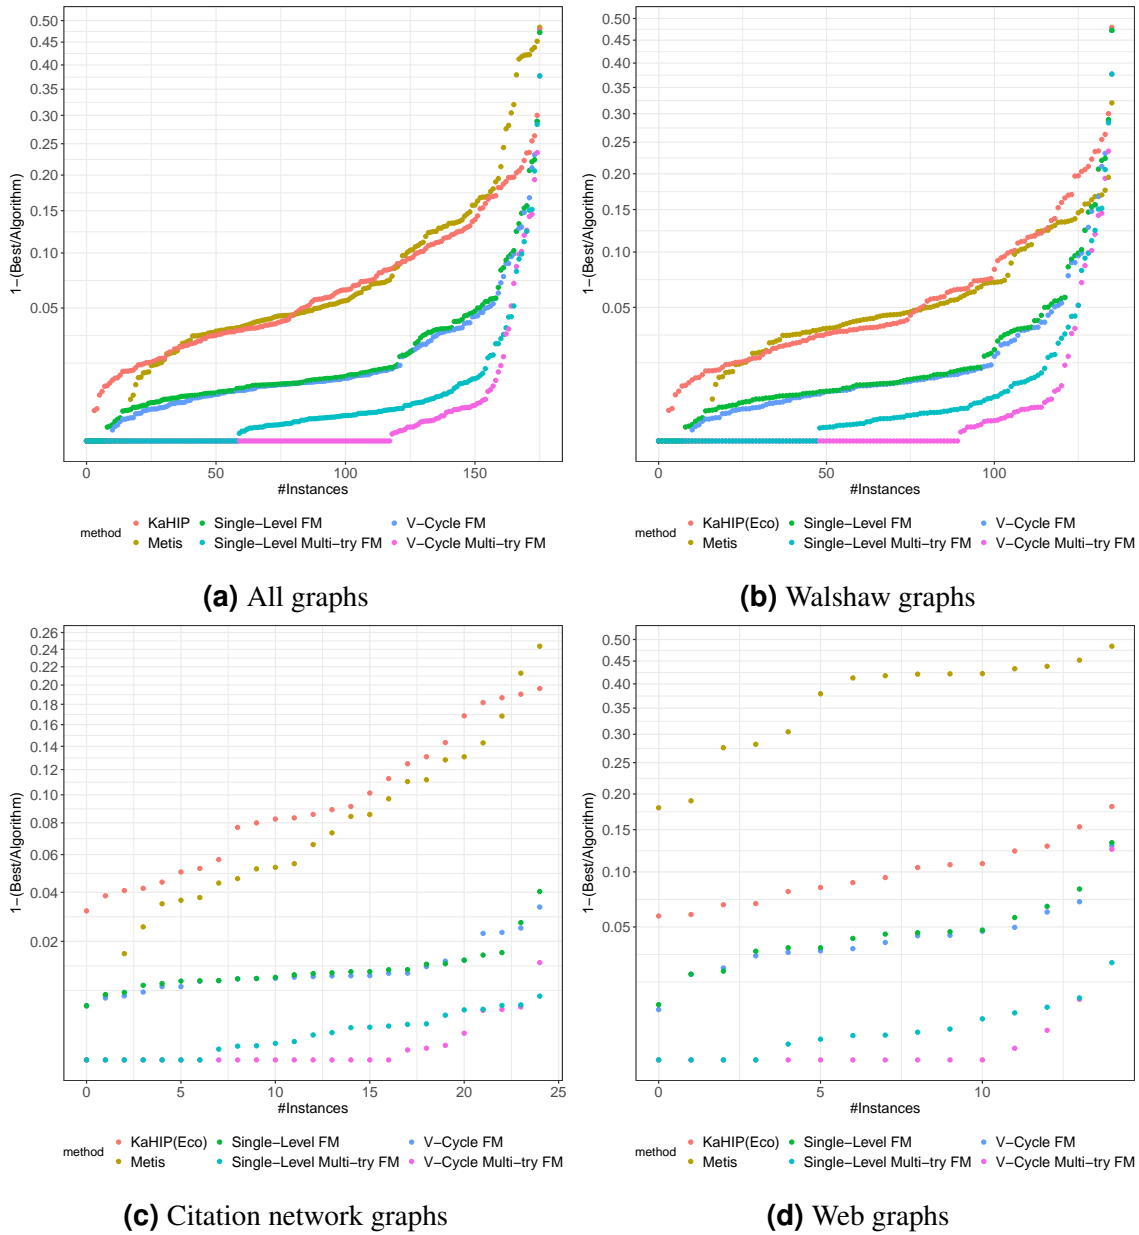 0.50
0.45
0.40
0.35
0.30
0.25
0.20
0.15
0.10
0.05
1−(Best/Algorithm)
0 50 100 150
#Instances
method KaHIP Single−Level FM V−Cycle FM
Metis Single−Level Multi−try FM V−Cycle Multi−try FM
(a) All graphs
0.50
0.45
0.40
0.35
0.30
0.25
0.20
0.15
0.10
0.05
1−(Best/Algorithm)
0 50 100
#Instances
method KaHIP(Eco) Single−Level FM V−Cycle FM
Metis Single−Level Multi−try FM V−Cycle Multi−try FM
(b) Walshaw graphs
0.26
0.24
0.22
0.20
0.18
0.16
0.14
0.12
0.10
0.08
0.06
0.04
0.02
1−(Best/Algorithm)
0 5 10 15 20 25
#Instances
method KaHIP(Eco) Single−Level FM V−Cycle FM
Metis Single−Level Multi−try FM V−Cycle Multi−try FM
(c) Citation network graphs
0.50
0.45
0.40
0.35
0.30
0.25
0.20
0.15
0.10
0.05
1−(Best/Algorithm)
0 5 10
#Instances
method KaHIP(Eco) Single−Level FM V−Cycle FM
Metis Single−Level Multi−try FM V−Cycle Multi−try FM
(d) Web graphs